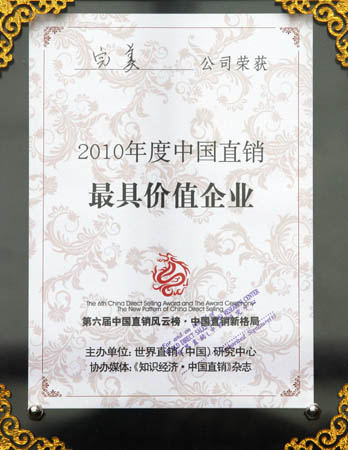 完美 公司荣获
2010年度中国直销
最具价值企业
The 6th China Direct Selling Award and The Award Ceremony
The New Pattern of China Direct Selling
第六届中国直销风云榜·中国直销新格局
主办单位：世界直销（中国）研究中心
协办媒体：《知识经济·中国直销》杂志